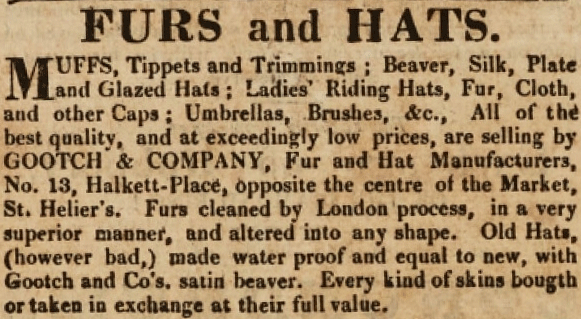 FURS and HATS.
MUFFS, Tippets and Trimmings ; Beaver, Silk, Plate
and Glazed Hats ; Ladies' Riding Hats, Fur, Cloth,
and other Caps ; Umbrellas, Brushes, &c., All of the
best quality, and at exceedingly low prices, are selling by
GOOTCH & COMPANY, Fur and Hat Manufacturers,
No. 13, Halkett-Place, opposite the centre of the Market,
St. Helier's. Furs cleaned by London process, in a very
superior manner, and altered into any shape. Old Hats,
(however bad,) made water proof and equal to new, with
Gootch and Co's. satin beaver. Every kind of skins bougth
or taken in exchange at their full value.